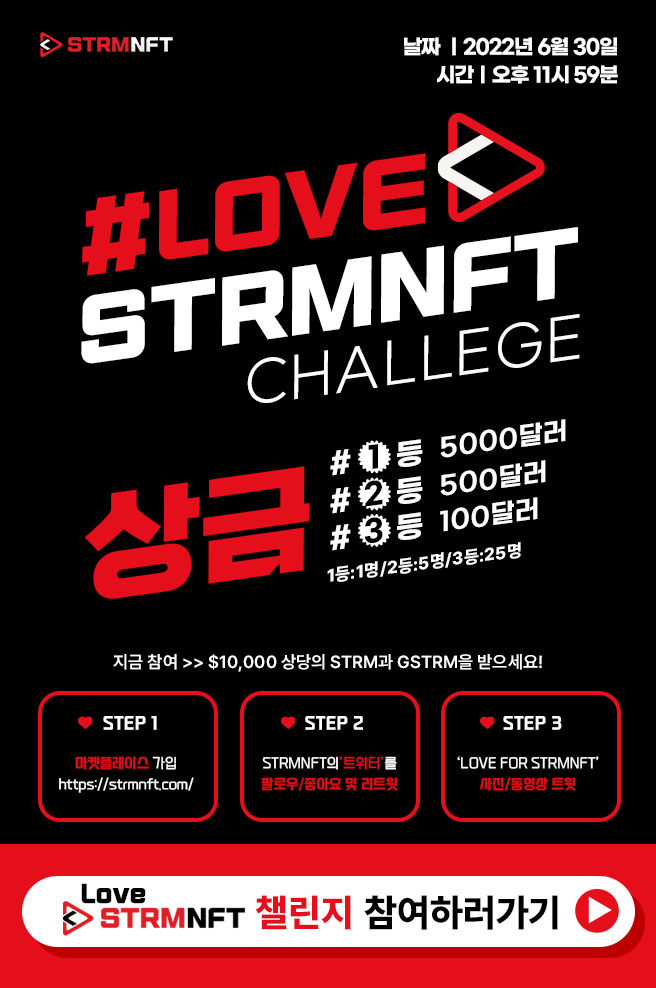 STRMNFT
날짜 | 2022년 6월 30일
시간 | 오후 11시 59분
#LOVE
STRMNFT
CHALLEGE
상금
#1등 5000달러
#2등 500달러
#3등 100달러
1등:1명/2등:5명/3등:25명
지금 참여 >> $10,000 상당의 STRM과 GSTRM을 받으세요!
STEP 1
마켓플레이스 가입
https://strmnft.com/
STEP 2
STRMNFT의 '트위터'를
팔로우/좋아요 및 리트윗
STEP 3
‘LOVE FOR STRMNFT’
사진/동영상 트윗
Love
STRMNFT 챌린지 참여하러가기